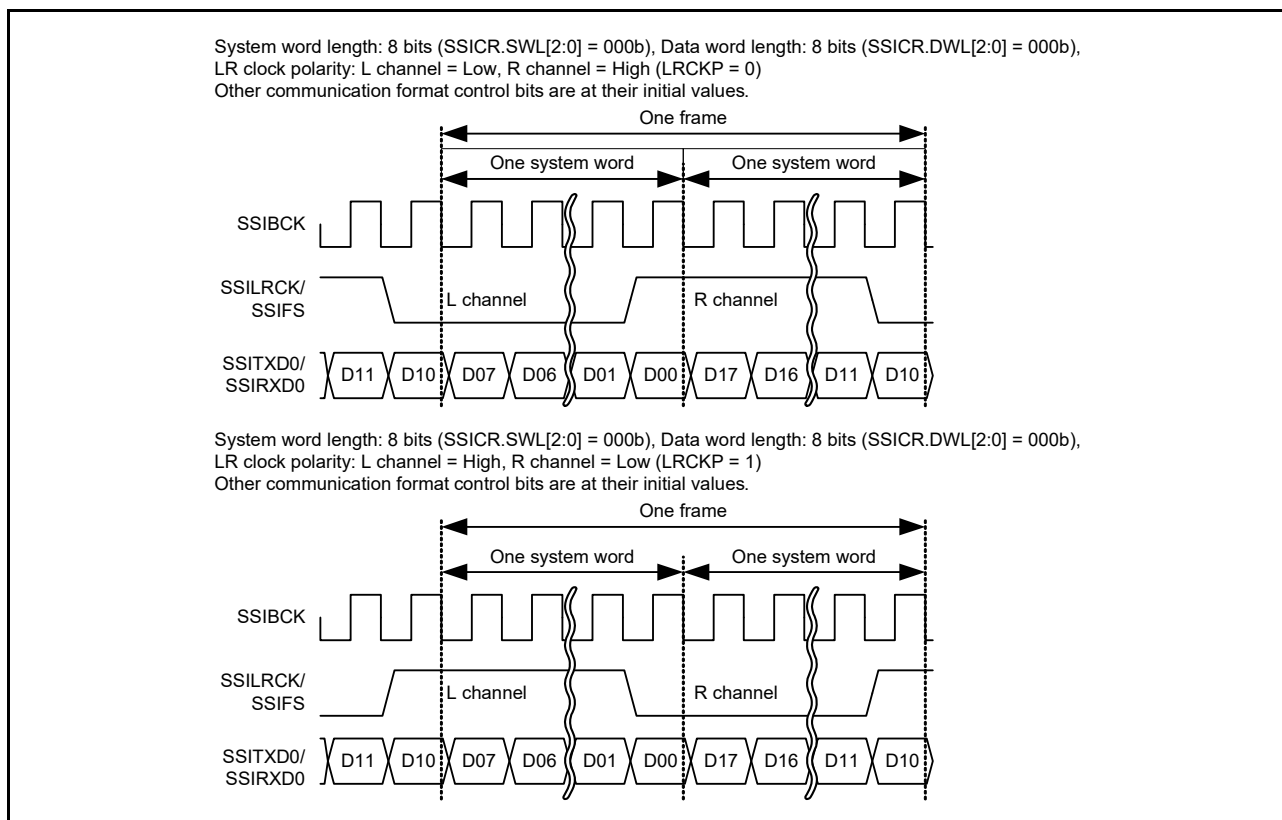 System word length: 8 bits (SSICR.SWL[2:0] = 000b), Data word length: 8 bits (SSICR.DWL[2:0] = 000b),
LR clock polarity: L channel = Low, R channel = High (LRCKP = 0)
Other communication format control bits are at their initial values.
One frame
One system word One system word
SSIBCK
SSILRCK/
SSIFS
L channel R channel
SSITXD0/
SSIRXD0
D11 D10 D07 D06 D01 D00 D17 D16 D11 D10
System word length: 8 bits (SSICR.SWL[2:0] = 000b), Data word length: 8 bits (SSICR.DWL[2:0] = 000b),
LR clock polarity: L channel = High, R channel = Low (LRCKP = 1)
Other communication format control bits are at their initial values.
One frame
One system word One system word
SSIBCK
SSILRCK/
SSIFS
L channel R channel
SSITXD0/
SSIRXD0
D11 D10 D07 D06 D01 D00 D17 D16 D11 D10